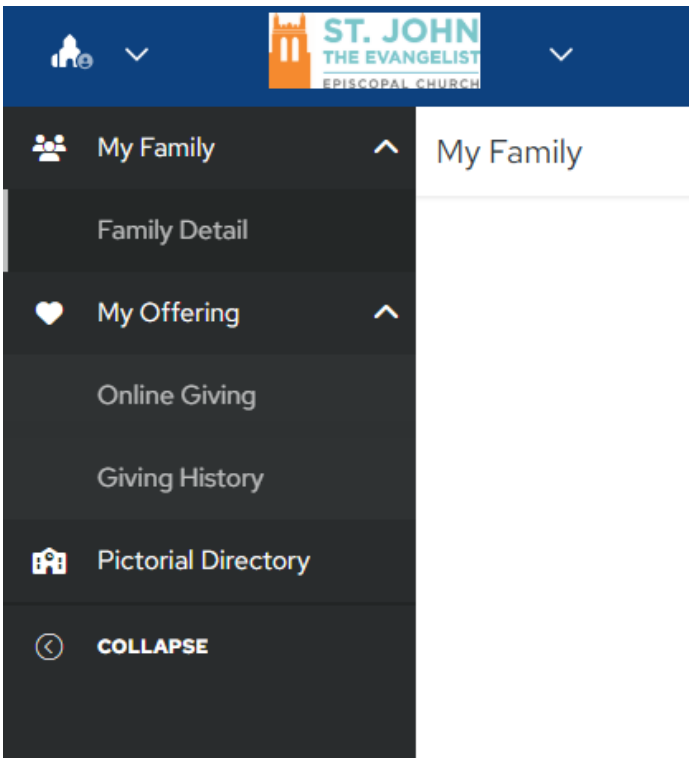 ST. JOHN
THE EVANGELIST
EPISCOPAL CHURCH
My Family
My Family
Family Detail
My Offering
Online Giving
Giving History
Pictorial Directory
COLLAPSE